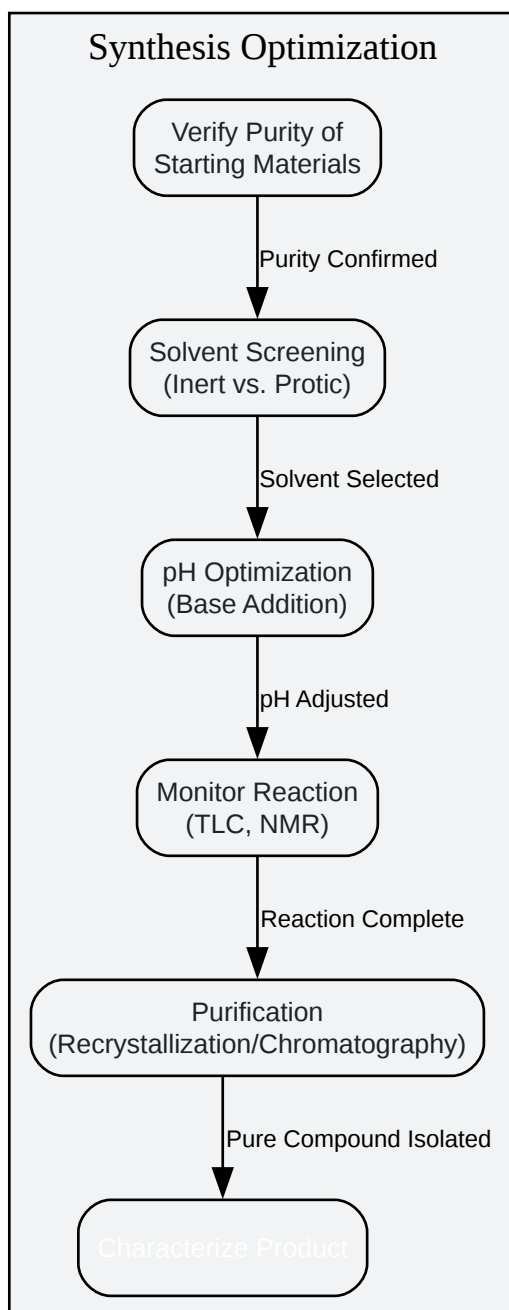 Synthesis Optimization
Verify Purity of
Starting Materials
Purity Confirmed
Solvent Screening
(Inert vs. Protic)
Solvent Selected
pH Optimization
(Base Addition)
pH Adjusted
Monitor Reaction
(TLC, NMR)
Reaction Complete
Purification
(Recrystallization/Chromatography)
Pure Compound Isolated
Characterize Product